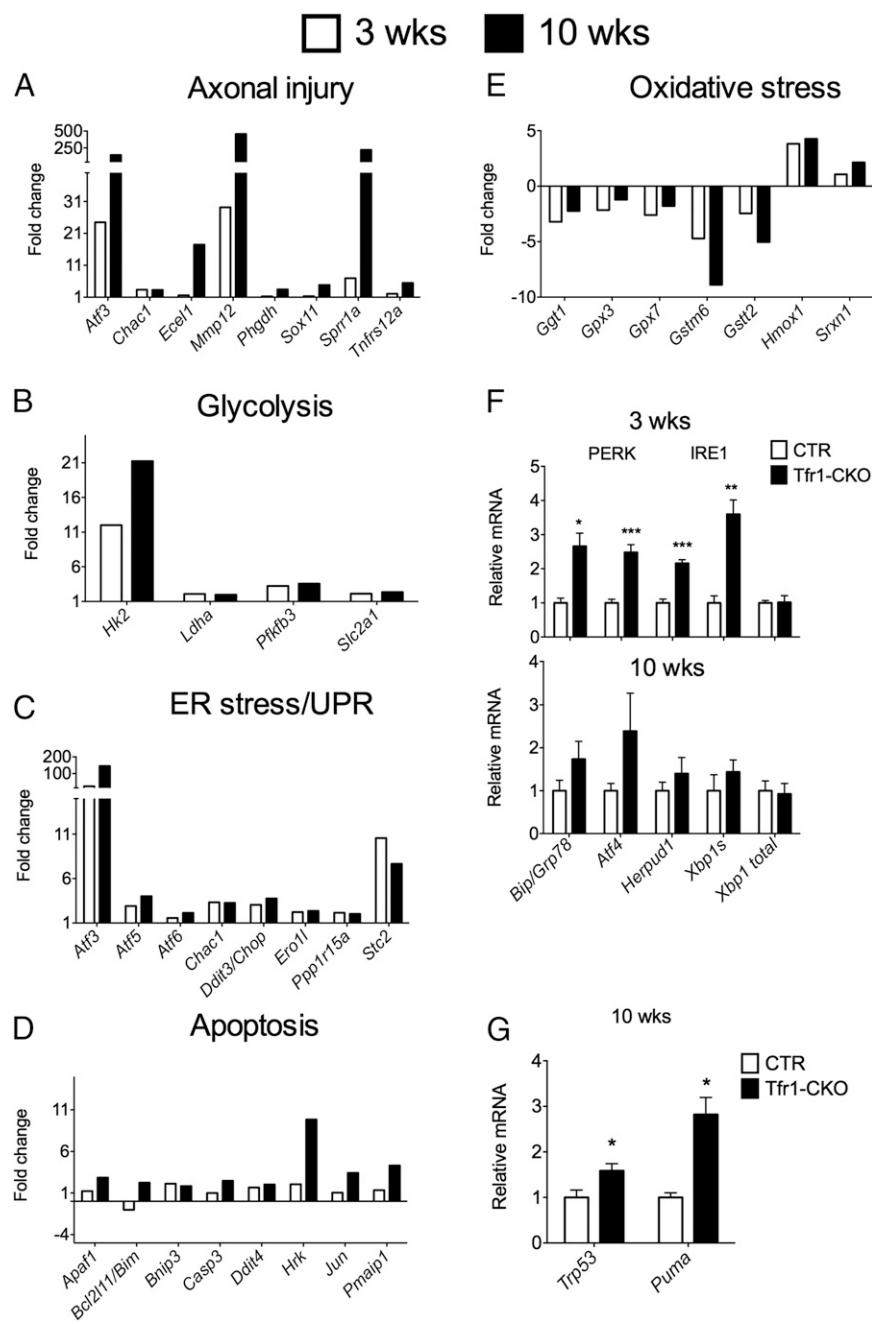 3 wks 10 wks
A Axonal injury
Fold change
500
250
31
21
11
1
Atf3 Chac1 Ecel1 Mmp12 Phgdh Sox11 Sprr1a Tnfrs12a
B Glycolysis
Fold change
21
16
11
6
1
Hk2 Ldha Pfkfb3 Slc2a1
C ER stress/UPR
Fold change
200
100
11
6
1
Atf3 Atf5 Atf6 Chac1 Ddit3/Chop Ero1l Ppp1r15a Stc2
D Apoptosis
Fold change
11
6
1
-4
Apaf1 Bcl2l11/Bim Bnip3 Casp3 Ddit4 Hrk Jun Pmaip1
E Oxidative stress
Fold change
5
0
-5
-10
Ggt1 Gpx3 Gpx7 Gstm6 Gstt2 Hmox1 Srxn1
F
3 wks
CTR
Tfr1-CKO
PERK IRE1
Relative mRNA
5
4
3
2
1
0
* *** *** **
10 wks
Relative mRNA
4
3
2
1
0
Bip/Grp78 Atf4 Herpud1 Xbp1s Xbp1 total
G 10 wks
CTR
Tfr1-CKO
Relative mRNA
4
3
2
1
0
* *
Trp53 Puma